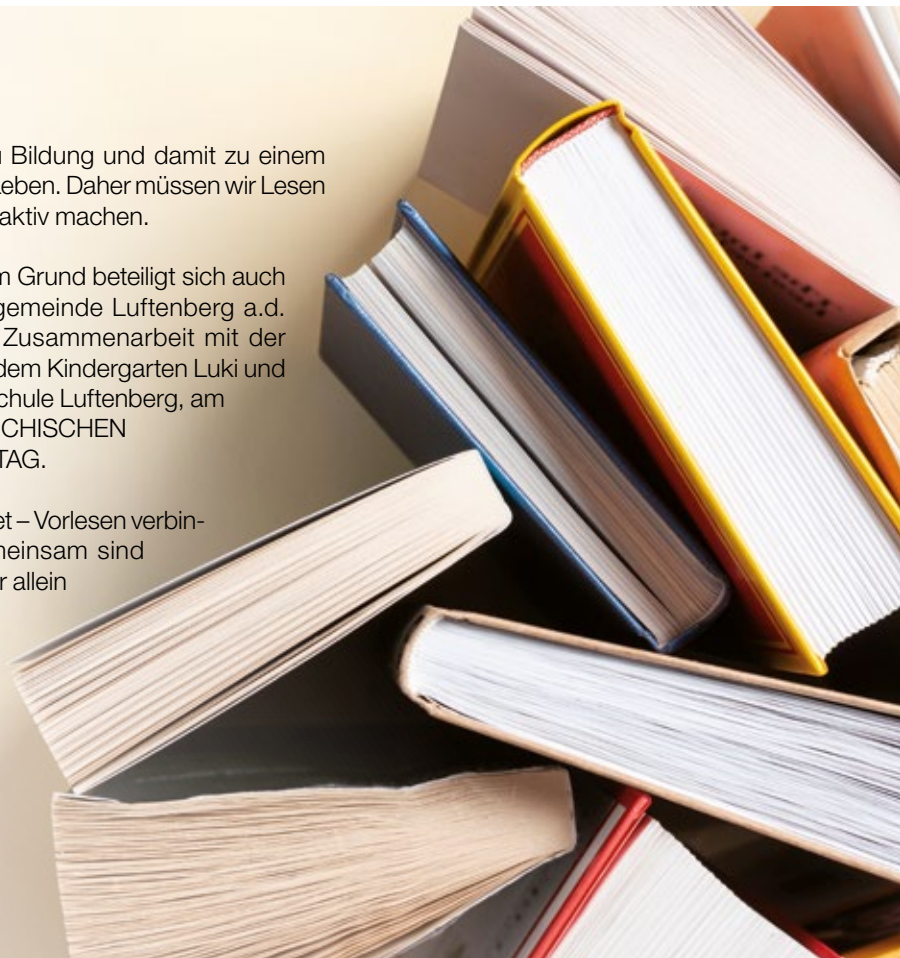 u Bildung und damit zu einem
eben. Daher müssen wir Lesen
aktiv machen.
m Grund beteiligt sich auch
gemeinde Luftenberg a.d.
Zusammenarbeit mit der
dem Kindergarten Luki und
chule Luftenberg, am
CHISCHEN
TAG.
et – Vorlesen verbin-
meinsam sind
r allein